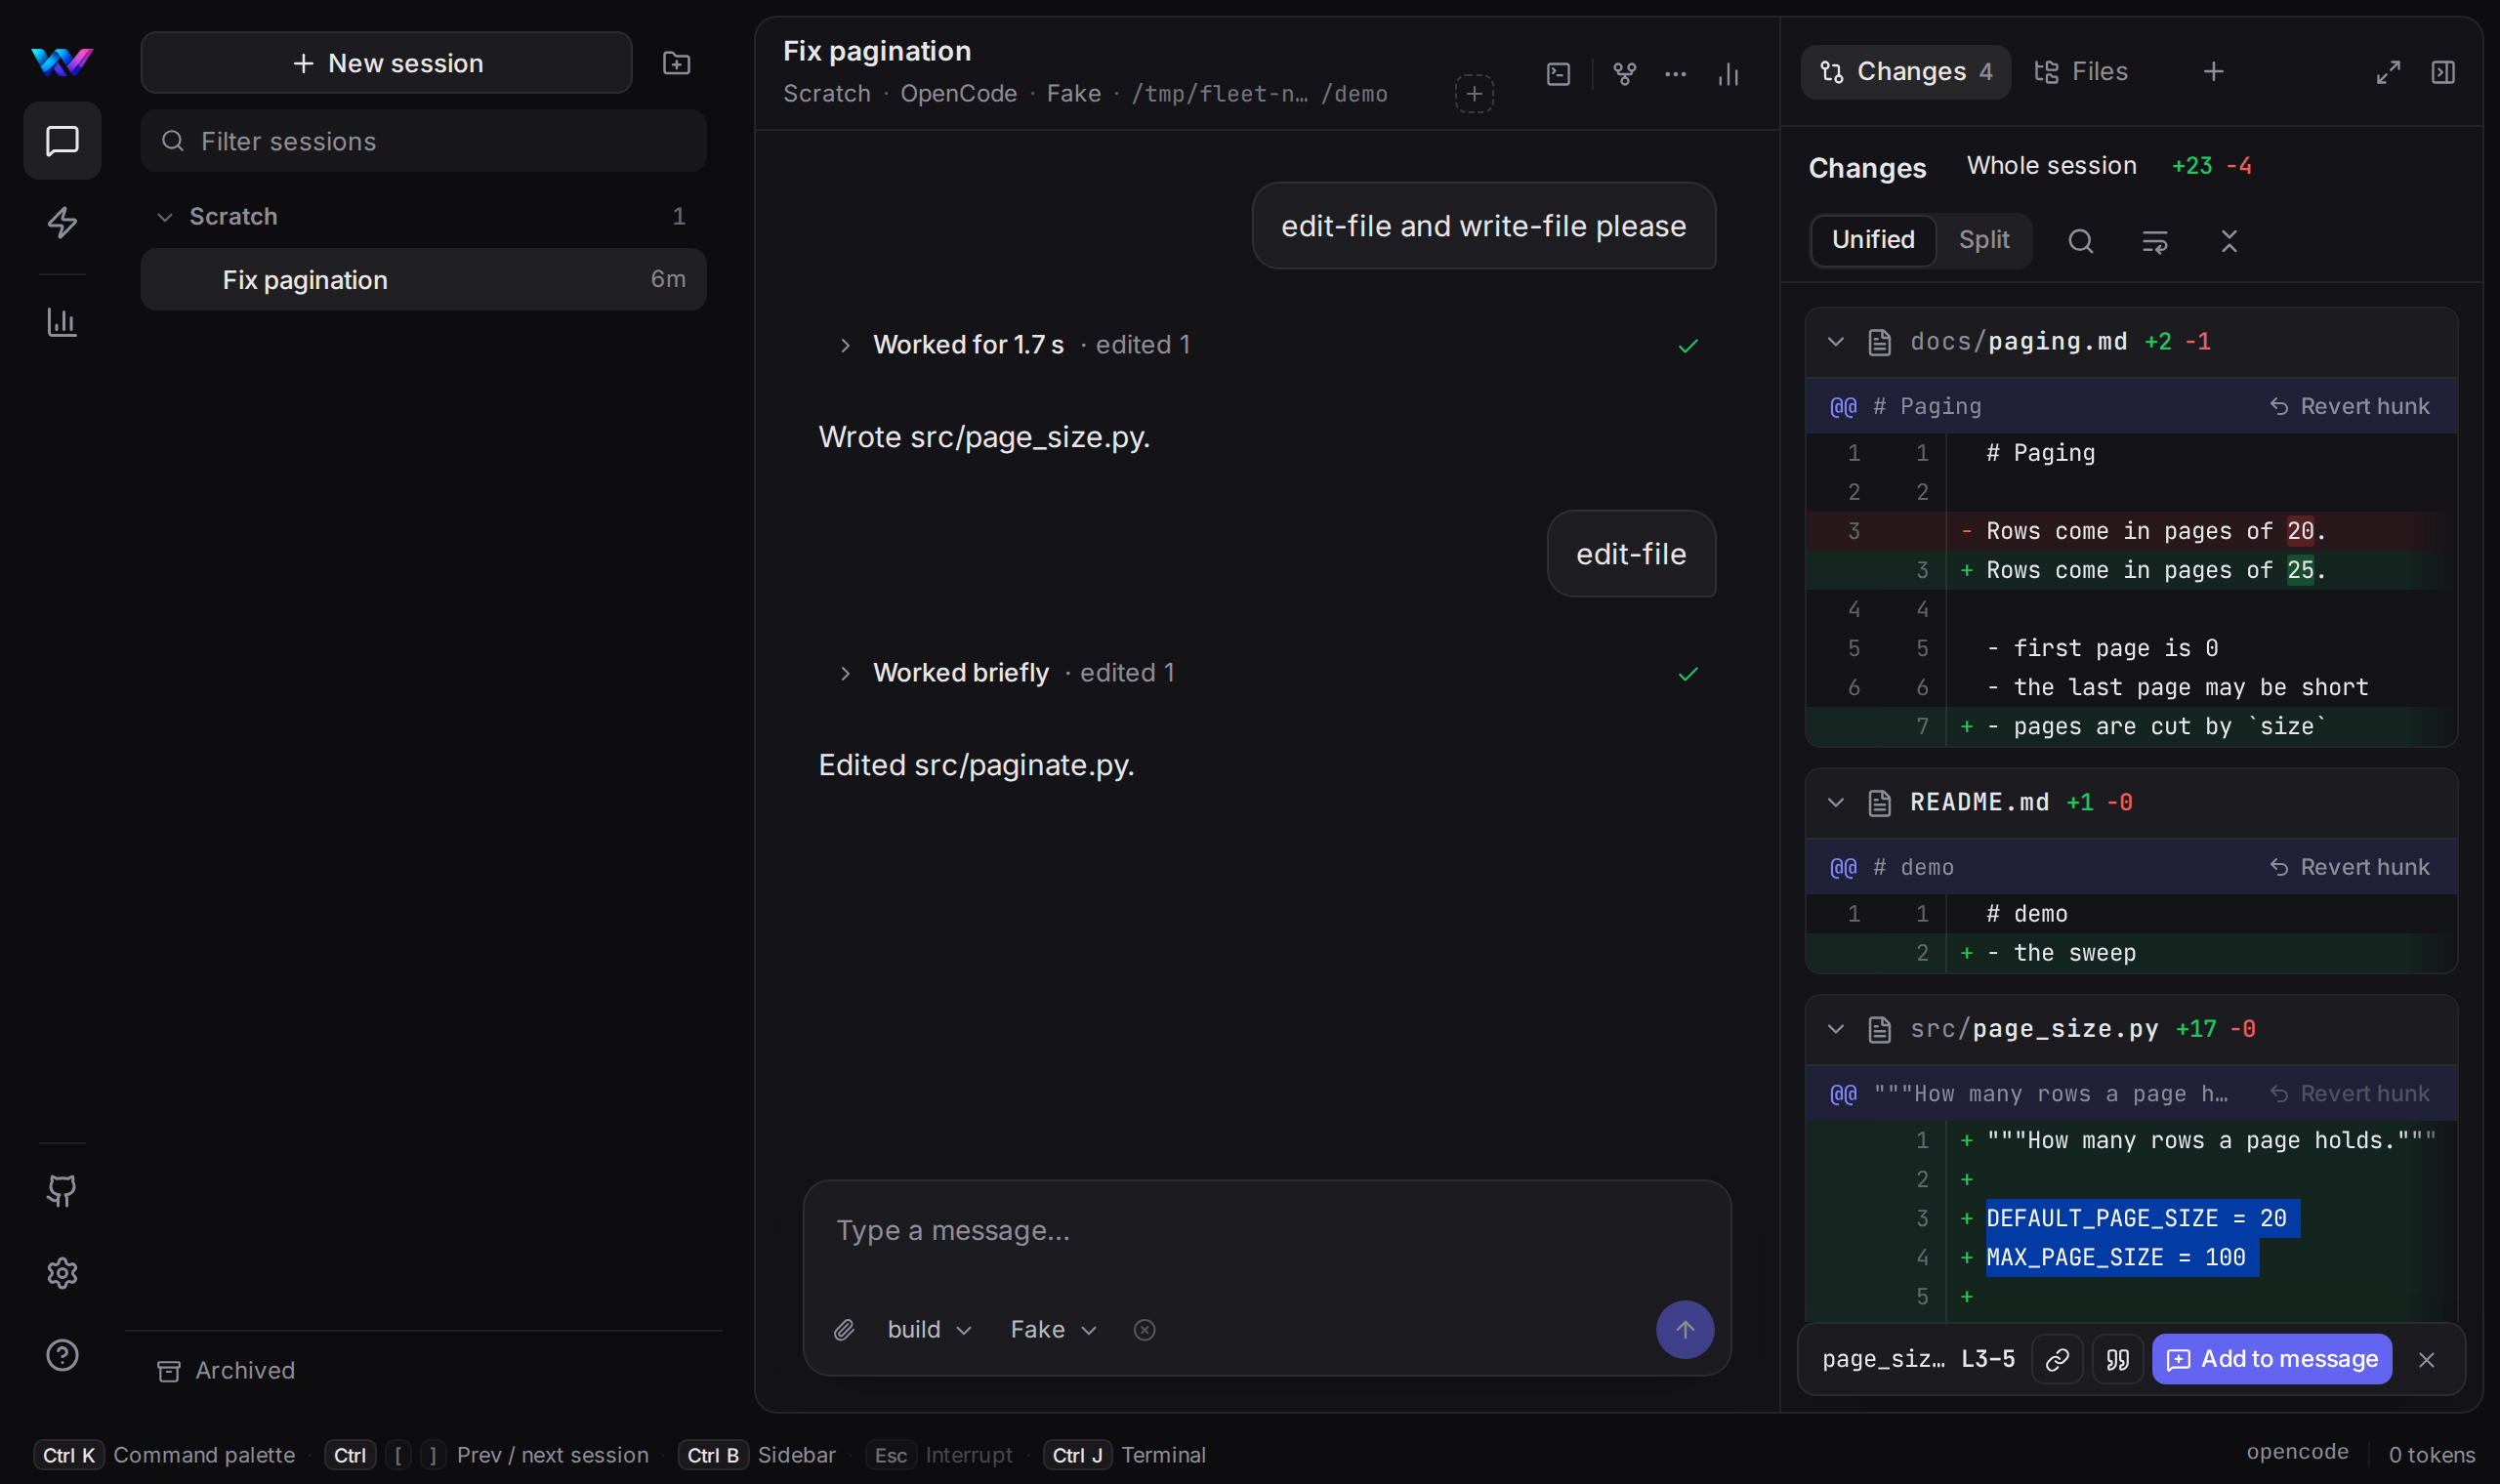 New session
Filter sessions
Scratch 1
Fix pagination 6m
Archived
Fix pagination
Scratch · OpenCode · Fake · /tmp/fleet-n… /demo
edit-file and write-file please
Worked for 1.7 s · edited 1
Wrote src/page_size.py.
edit-file
Worked briefly · edited 1
Edited src/paginate.py.
Type a message...
build Fake
Changes 4 Files
Changes Whole session +23 -4
Unified Split
docs/paging.md +2 -1
@@ # Paging Revert hunk
1 1 # Paging
2 2
3 - Rows come in pages of 20.
3 + Rows come in pages of 25.
4 4
5 5 - first page is 0
6 6 - the last page may be short
7 + - pages are cut by `size`
README.md +1 -0
@@ # demo Revert hunk
1 1 # demo
2 + - the sweep
src/page_size.py +17 -0
@@ """How many rows a page h… Revert hunk
1 + """How many rows a page holds."""
2 +
3 + DEFAULT_PAGE_SIZE = 20
4 + MAX_PAGE_SIZE = 100
5 +
page_siz… L3–5 Add to message
Ctrl K Command palette · Ctrl [ ] Prev / next session · Ctrl B Sidebar · Esc Interrupt · Ctrl J Terminal
opencode 0 tokens